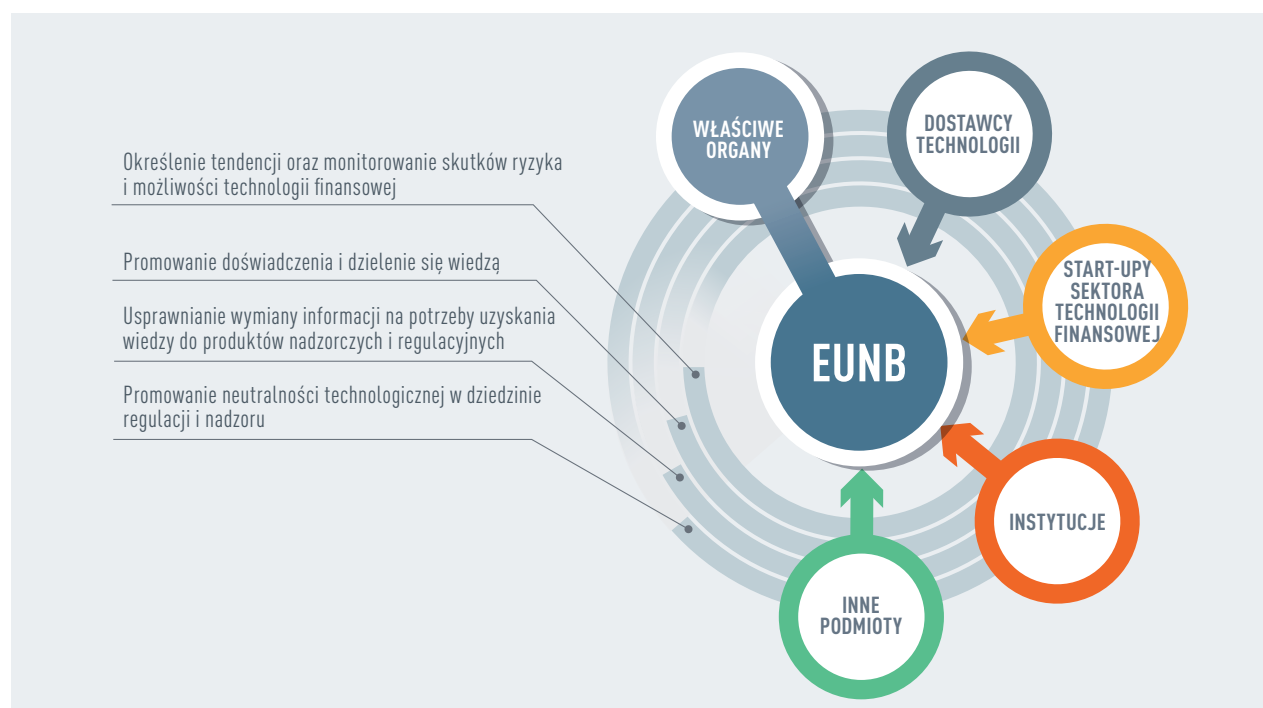 Określenie tendencji oraz monitorowanie skutków ryzyka
i możliwości technologii finansowej
Promowanie doświadczenia i dzielenie się wiedzą
Usprawnianie wymiany informacji na potrzeby uzyskania
wiedzy do produktów nadzorczych i regulacyjnych
Promowanie neutralności technologicznej w dziedzinie
regulacji i nadzoru
WŁAŚCIWE
ORGANY
DOSTAWCY
TECHNOLOGII
START-UPY
SEKTORA
TECHNOLOGII
FINANSOWEJ
EUNB
INSTYTUCJE
INNE
PODMIOTY